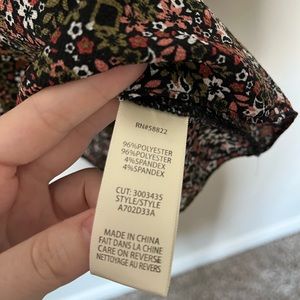 RN#58822
96%POLYESTER
96%POLYESTER
4%SPANDEX
4%SPANDEX
CUT: 3003435
STYLE/STYLE
A702D33A
MADE IN CHINA
FAIT DANS LA CHINE
CARE ON REVERSE
NETTOYAGE AU REVERS